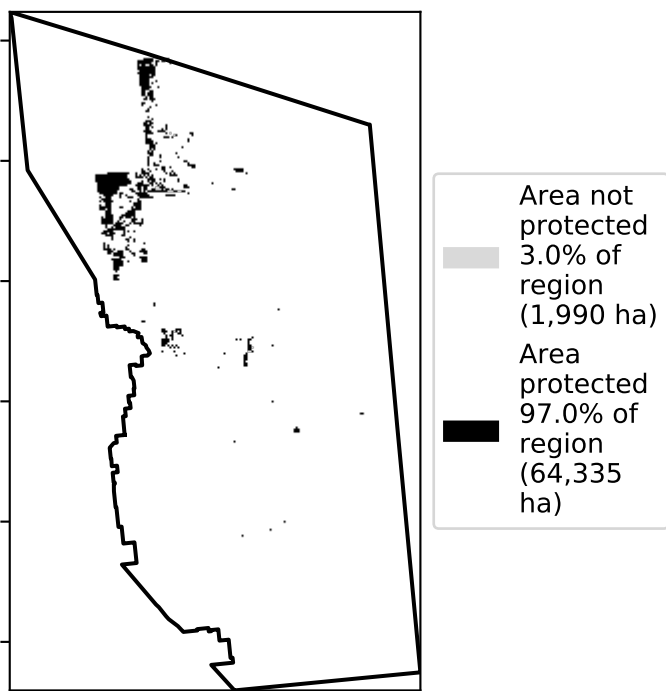 Area not
protected
3.0% of
region
(1,990 ha)
Area
protected
97.0% of
region
(64,335
ha)